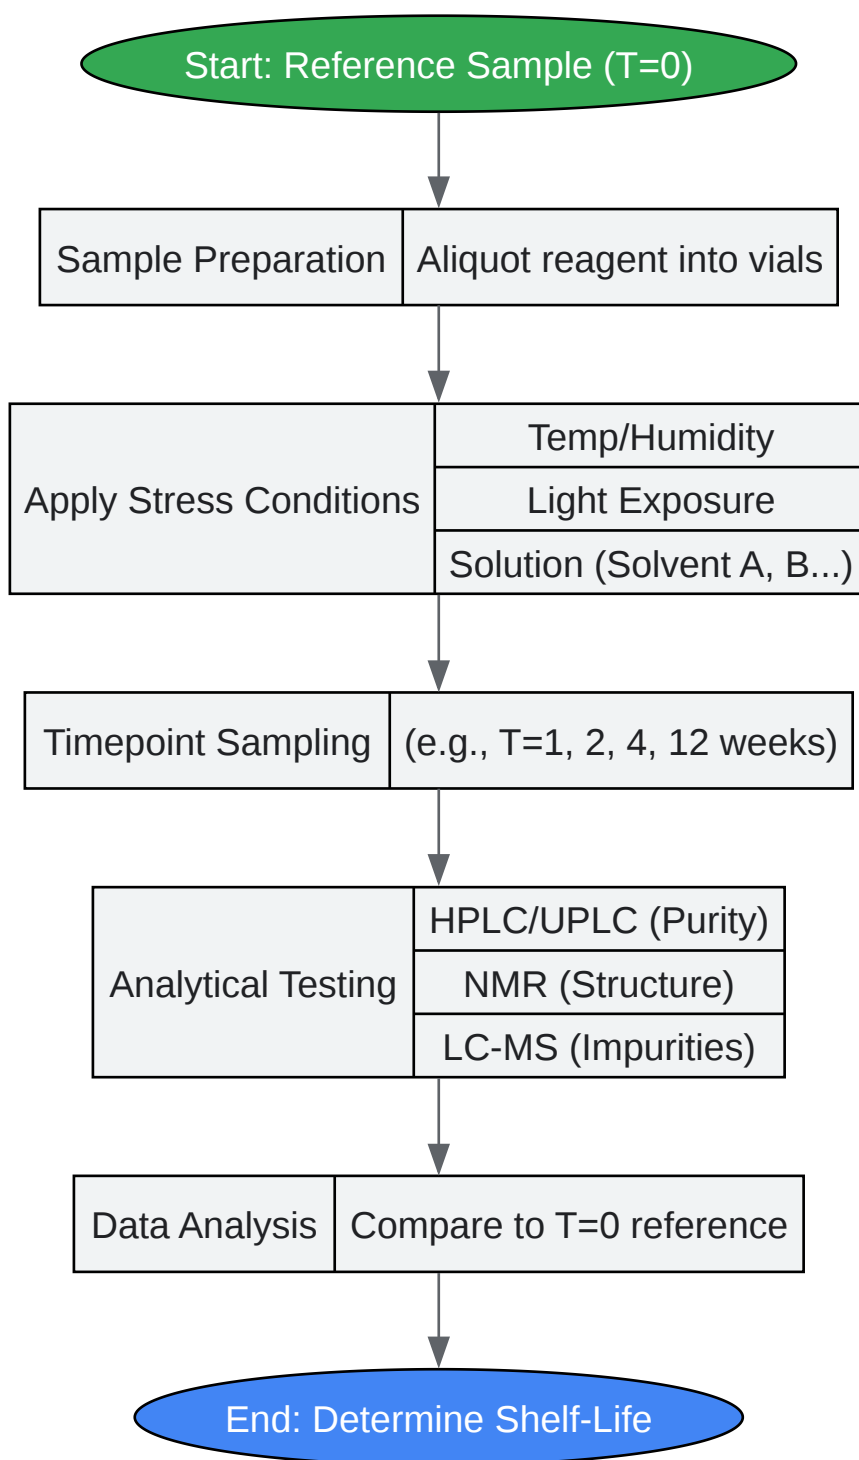 Start: Reference Sample (T=0)
Sample Preparation
Aliquot reagent into vials
Apply Stress Conditions
Temp/Humidity
Light Exposure
Solution (Solvent A, B...)
Timepoint Sampling
(e.g., T=1, 2, 4, 12 weeks)
Analytical Testing
HPLC/UPLC (Purity)
NMR (Structure)
LC-MS (Impurities)
Data Analysis
Compare to T=0 reference
End: Determine Shelf-Life